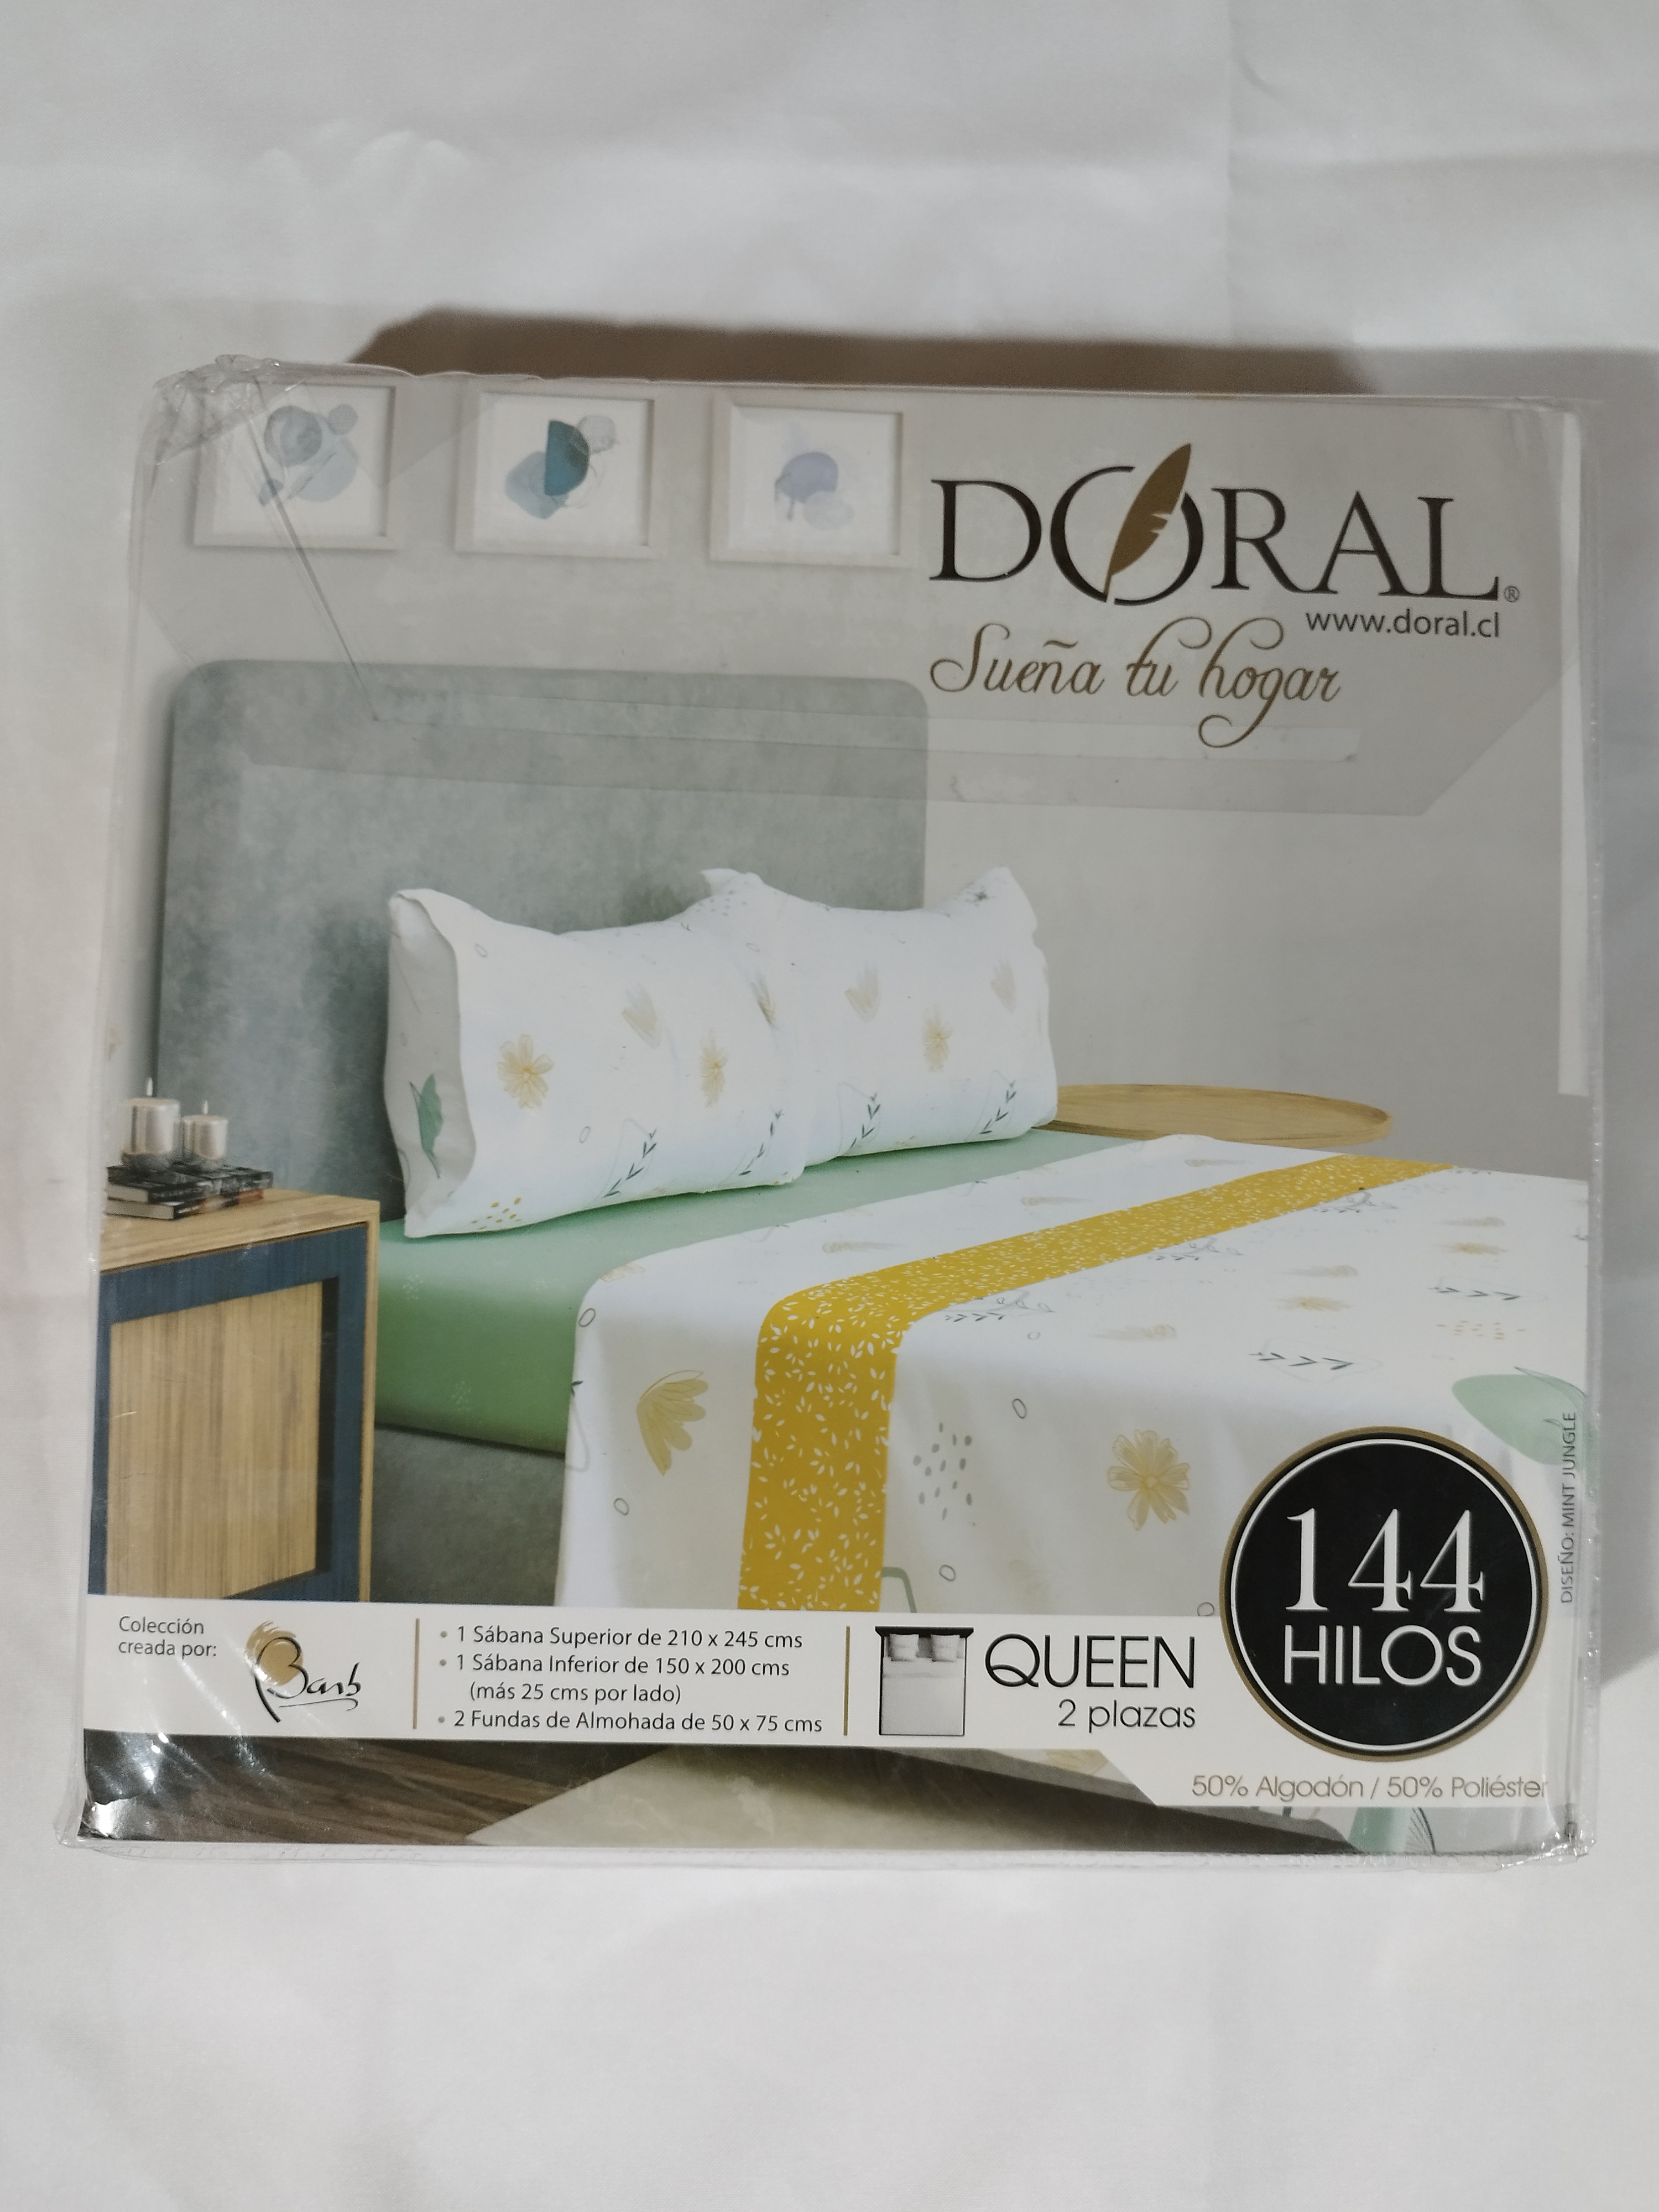 DORAL®
www.doral.cl
Sueña tu hogar
DISEÑO: MINT JUNGLE
144
HILOS
Colección
creada por:
Barb
• 1 Sábana Superior de 210 x 245 cms
• 1 Sábana Inferior de 150 x 200 cms
(más 25 cms por lado)
• 2 Fundas de Almohada de 50 x 75 cms
QUEEN
2 plazas
50% Algodón / 50% Poliéster